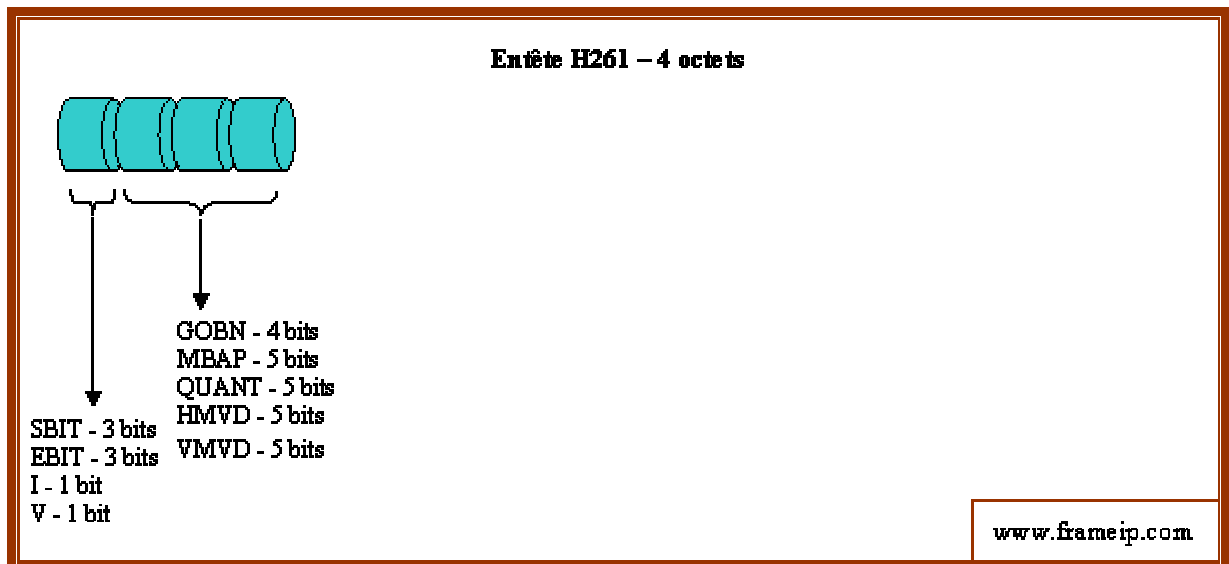 Entête H261 – 4 octets
GOBN - 4 bits
MBAP - 5 bits
QUANT - 5 bits
HMVD - 5 bits
VMVD - 5 bits
SBIT - 3 bits
EBIT - 3 bits
I - 1 bit
V - 1 bit
www.frameip.com